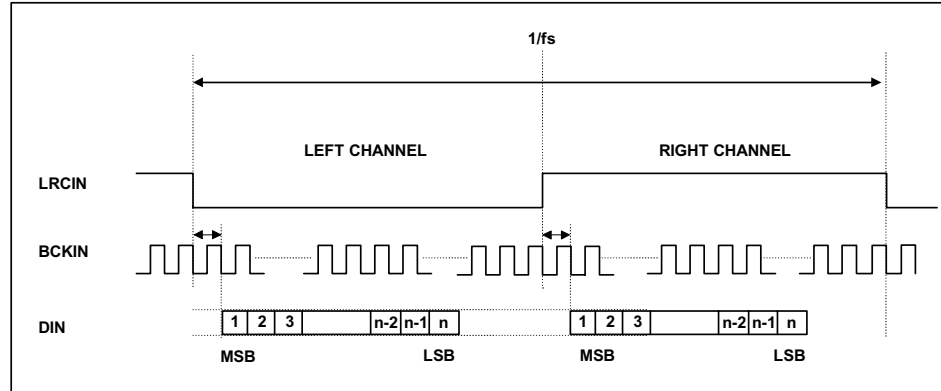 1/fs
LEFT CHANNEL RIGHT CHANNEL
LRCIN
BCKIN
DIN 1 2 3 n-2 n-1 n 1 2 3 n-2 n-1 n
MSB LSB MSB LSB